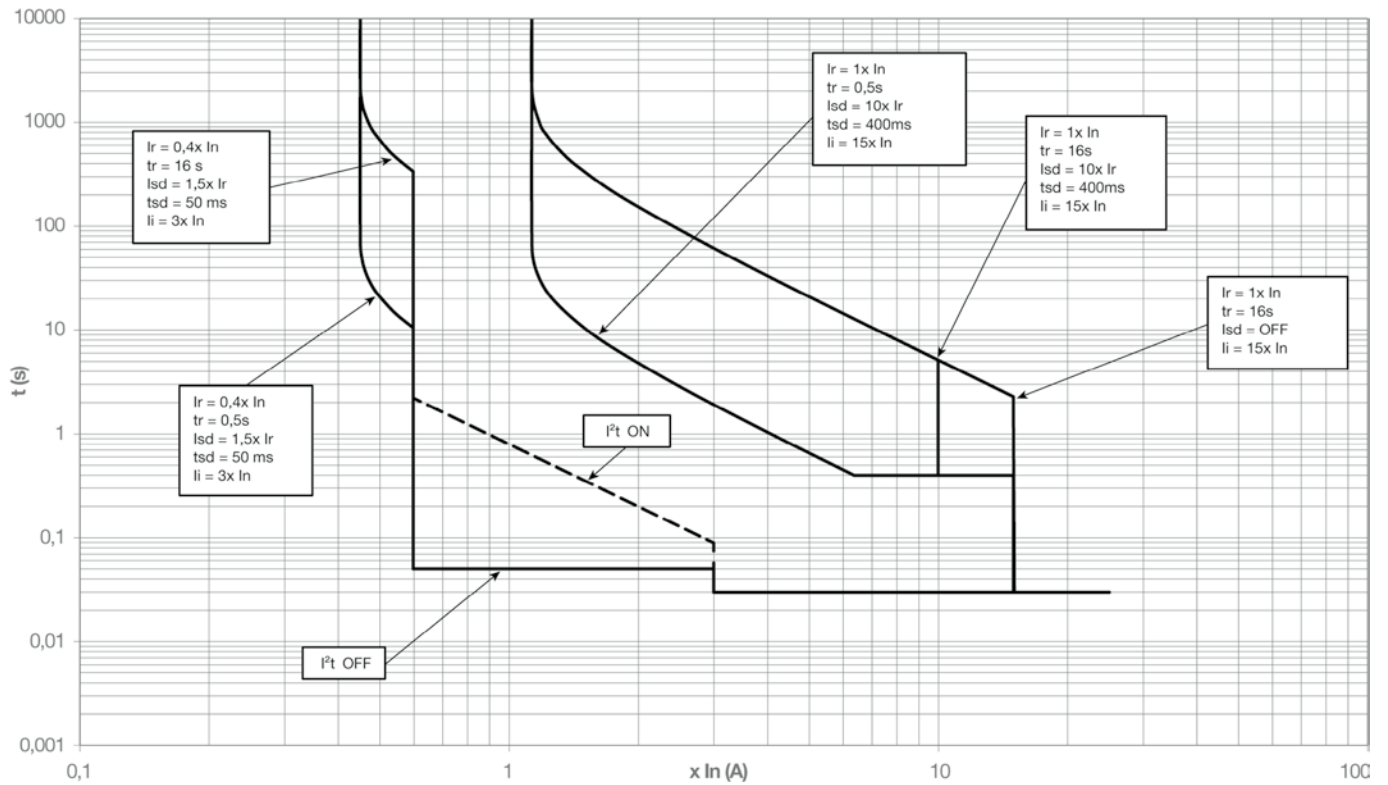 10000
1000
100
10
1
0,1
0,01
0,001
t (s)
0,1
1
10
100
x In (A)
Ir = 0,4x In
tr = 16 s
Isd = 1,5x Ir
tsd = 50 ms
Ii = 3x In
Ir = 0,4x In
tr = 0,5s
Isd = 1,5x Ir
tsd = 50 ms
Ii = 3x In
I²t ON
I²t OFF
Ir = 1x In
tr = 0,5s
Isd = 10x Ir
tsd = 400ms
Ii = 15x In
Ir = 1x In
tr = 16s
Isd = 10x Ir
tsd = 400ms
Ii = 15x In
Ir = 1x In
tr = 16s
Isd = OFF
Ii = 15x In